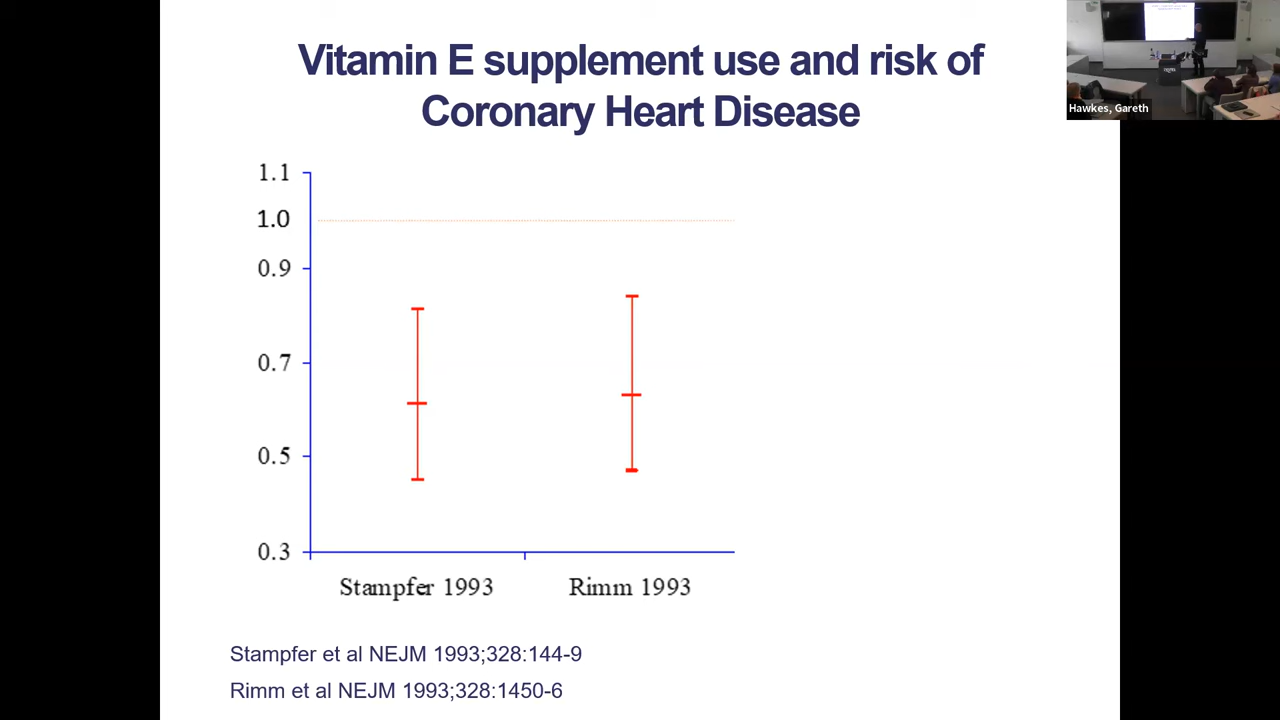 Vitamin E supplement use and risk of
Coronary Heart Disease
Hawkes, Gareth
1.1
1.0
0.9
0.7
0.5
0.3
Stampfer 1993
Rimm 1993
Stampfer et al NEJM 1993;328:144-9
Rimm et al NEJM 1993;328:1450-6